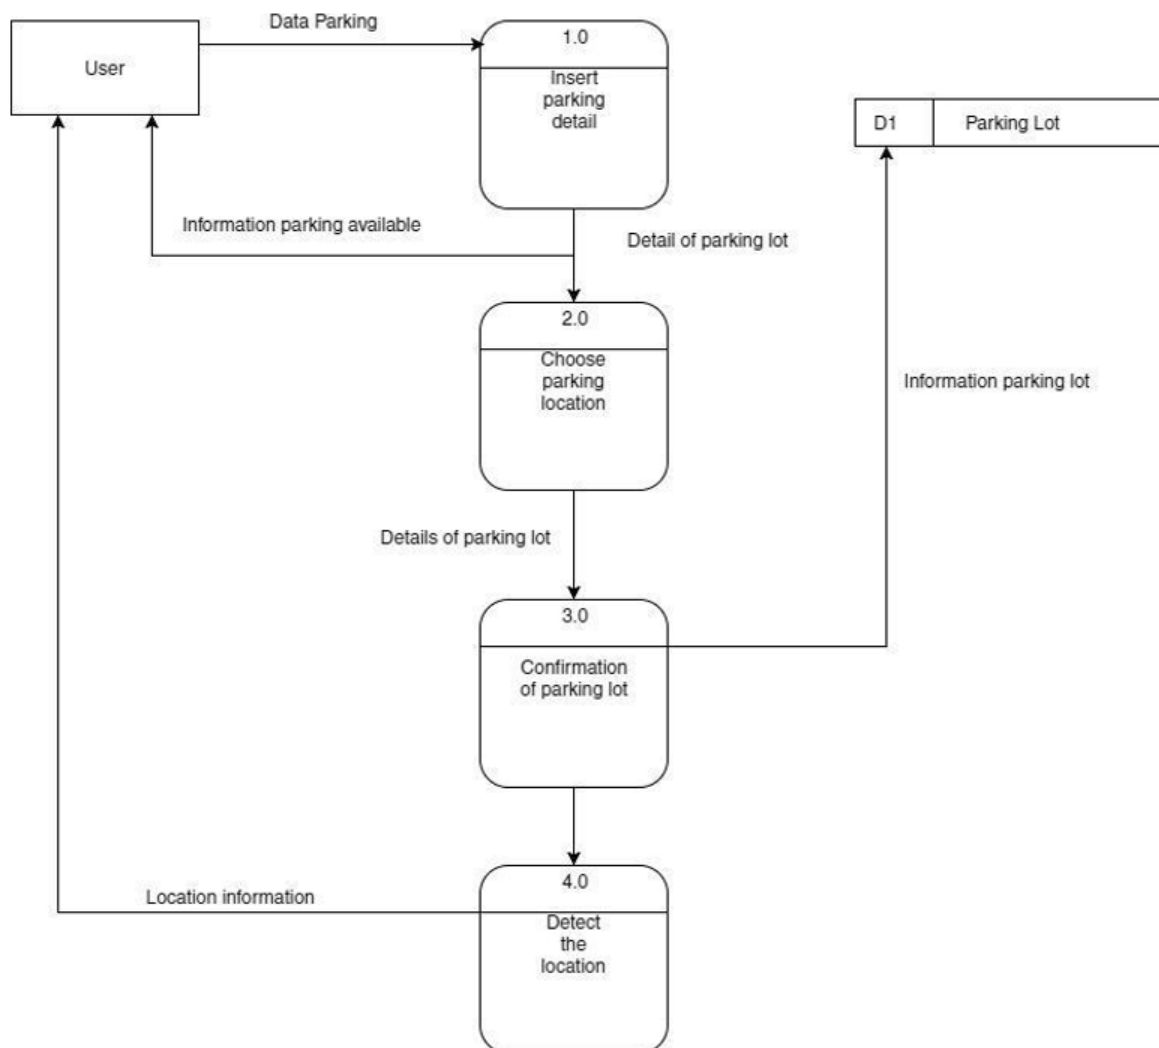 Data Parking
User
1.0
Insert
parking
detail
D1
Parking Lot
Information parking available
Detail of parking lot
2.0
Choose
parking
location
Information parking lot
Details of parking lot
3.0
Confirmation
of parking lot
4.0
Location information
Detect
the
location